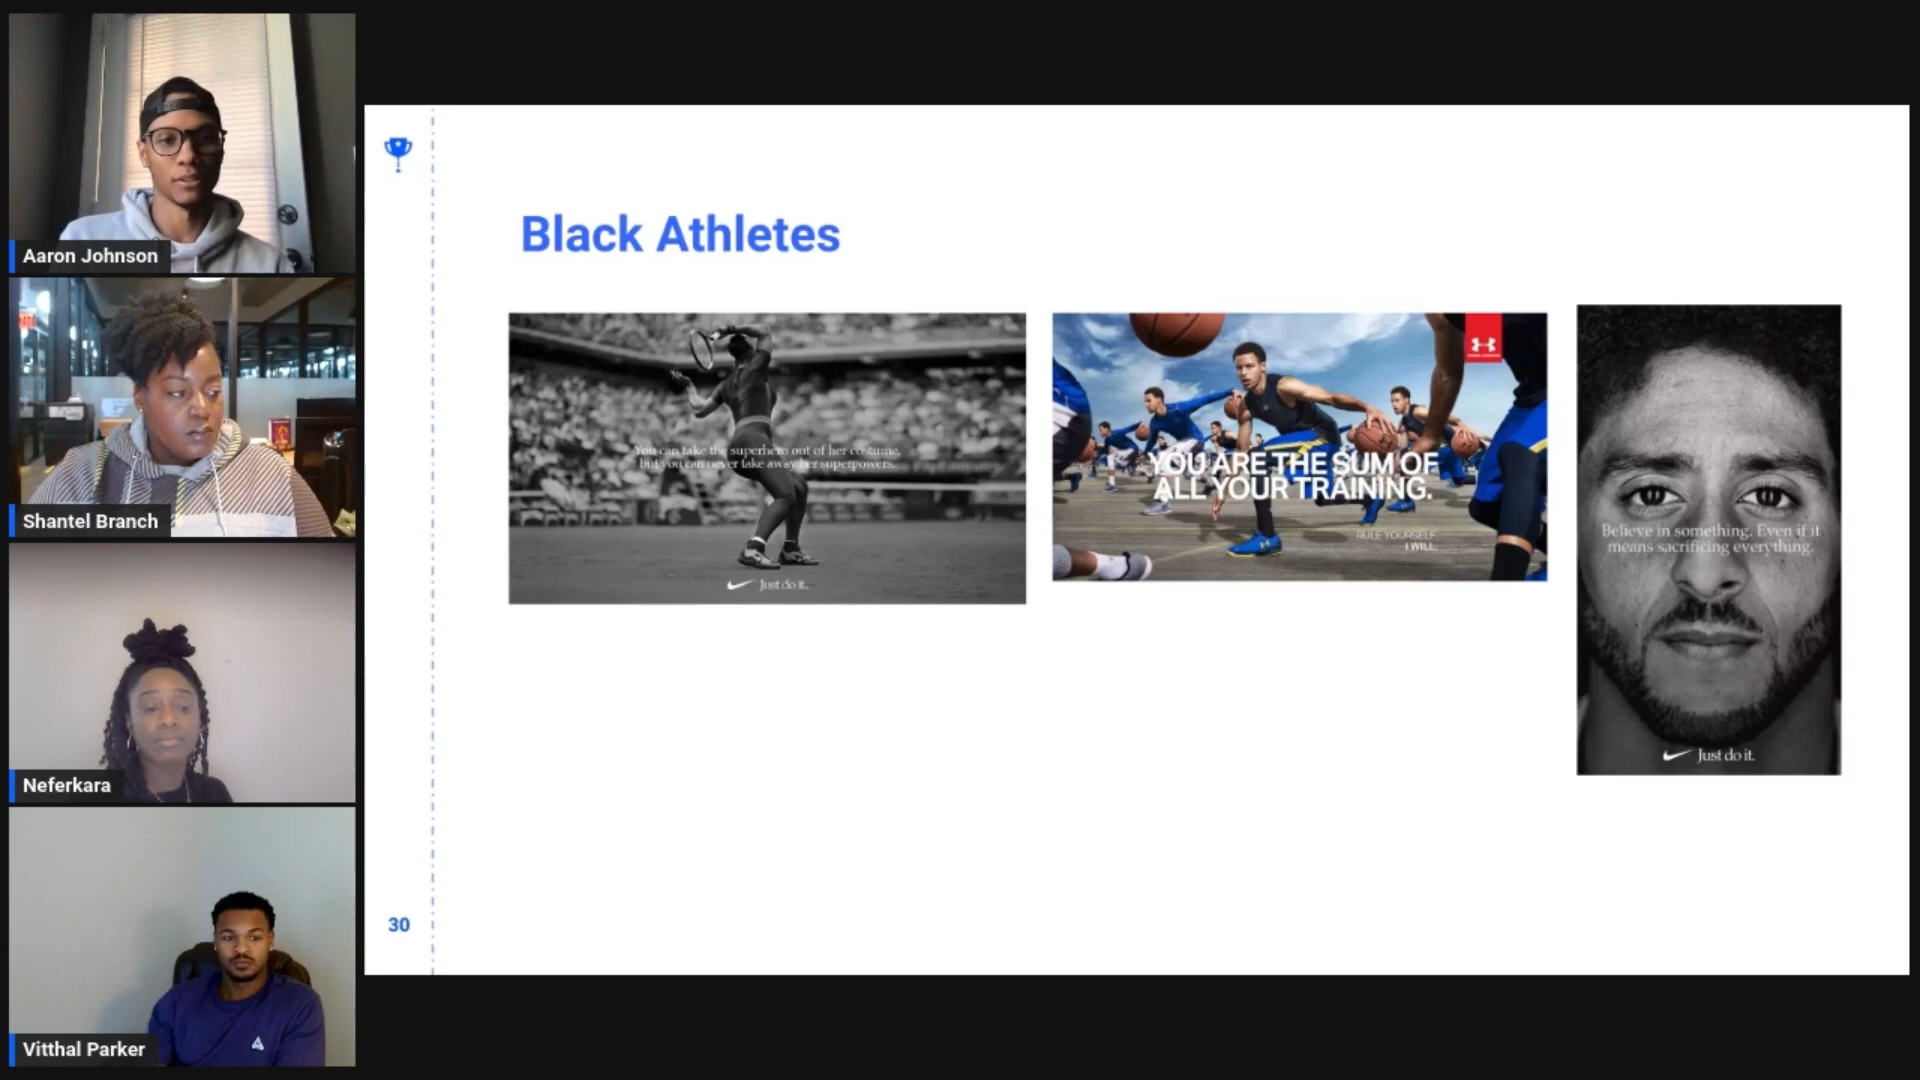 Aaron Johnson
Shantel Branch
Neferkara
Vitthal Parker
30
Black Athletes
You can take the superhero out of her costume,
but you can never take away her superpowers.
Just do it.
YOU ARE THE SUM OF
ALL YOUR TRAINING.
RULE YOURSELF.
I WILL.
Believe in something. Even if it
means sacrificing everything.
Just do it.